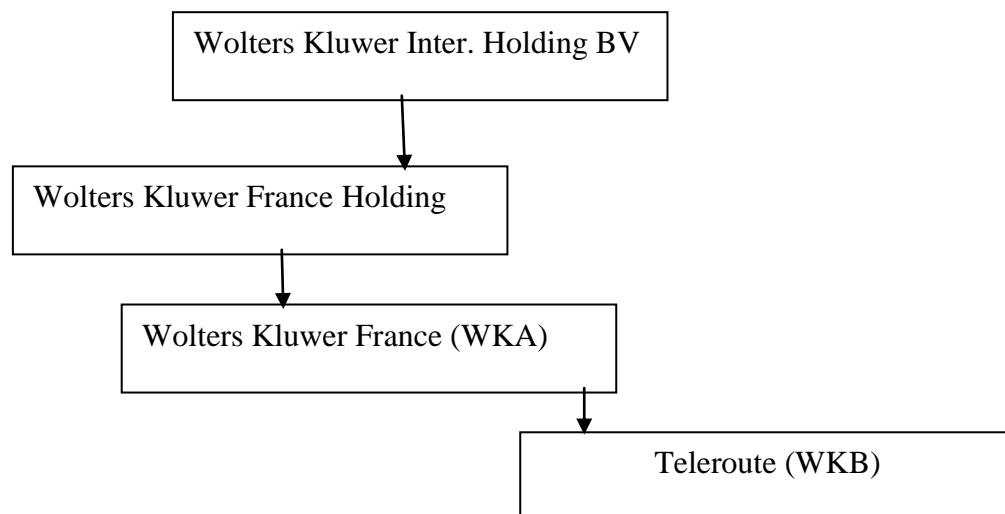 Wolters Kluwer Inter. Holding BV
Wolters Kluwer France Holding
Wolters Kluwer France (WKA)
Teleroute (WKB)